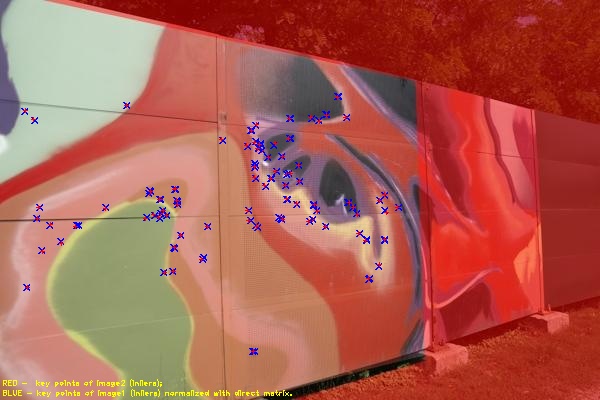 RED - key points of image2 (inliers);
BLUE - key points of image1 (inliers) normalized with direct matrix.